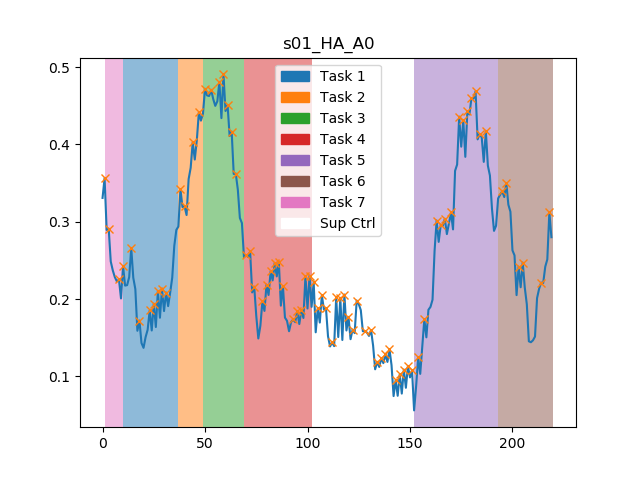 s01_HA_A0
0.5
0.4
0.3
0.2
0.1
Task 1
Task 2
Task 3
Task 4
Task 5
Task 6
Task 7
Sup Ctrl
0 50 100 150 200